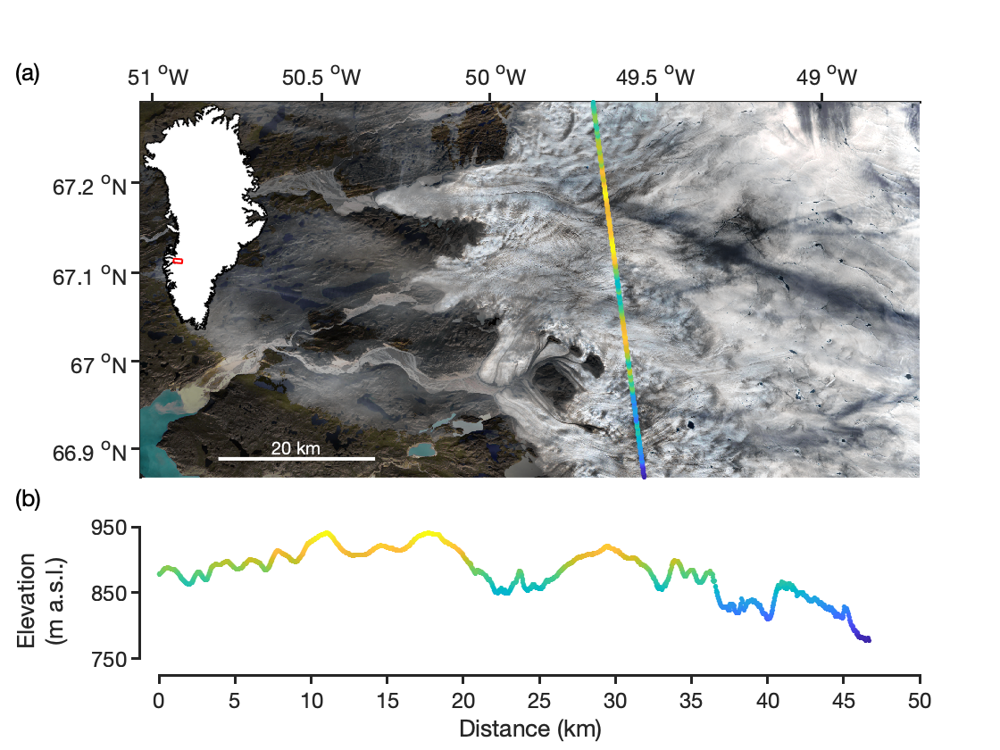 (a)
51 °W 50.5 °W 50 °W 49.5 °W 49 °W
67.2 °N
67.1 °N
67 °N
66.9 °N
20 km
(b)
950
850
750
Elevation
(m a.s.l.)
0 5 10 15 20 25 30 35 40 45 50
Distance (km)